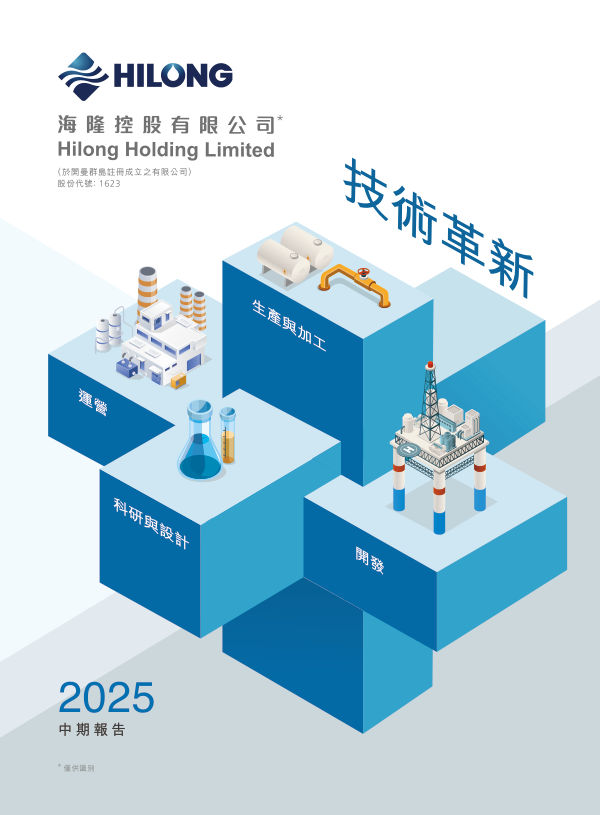 HILONG
海隆控股有限公司*
Hilong Holding Limited
(於開曼群島註冊成立之有限公司)
股份代號: 1623
技術革新
生產與加工
運營
科研與設計
開發
2025
中期報告
* 僅供識別